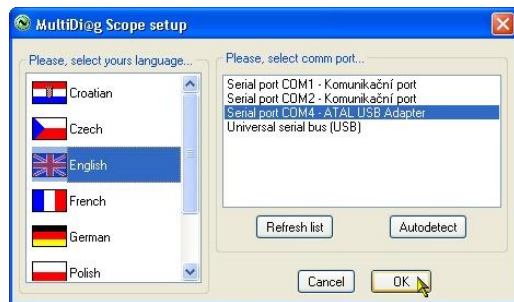 MultiDi@g Scope setup
Please, select yours language...
Croatian
Czech
English
French
German
Polish
Please, select comm port...
Serial port COM1 - Komunikační port
Serial port COM2 - Komunikační port
Serial port COM4 - ATAL USB Adapter
Universal serial bus (USB)
Refresh list
Autodetect
Cancel
OK